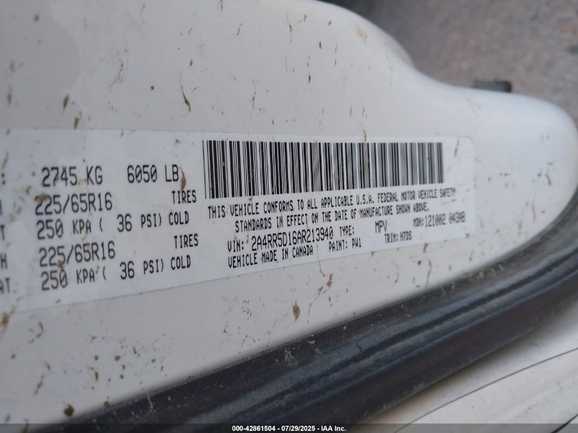 : 2745 KG 6050 LB
225/65R16 TIRES
250 KPA ( 36 PSI) COLD
H 225/65R16 TIRES
AT 250 KPA ( 36 PSI) COLD
THIS VEHICLE CONFORMS TO ALL APPLICABLE U.S.A. FEDERAL MOTOR VEHICLE SAFETY
STANDARDS IN EFFECT ON THE DATE OF MANUFACTURE SHOWN ABOVE.
VIN: 2A4RR5D16AR213940 TYPE: MPV MDH:
VEHICLE MADE IN CANADA PAINT: PW1 TRIM:
000-42861504 | 07/29/2025 | IAA Inc.